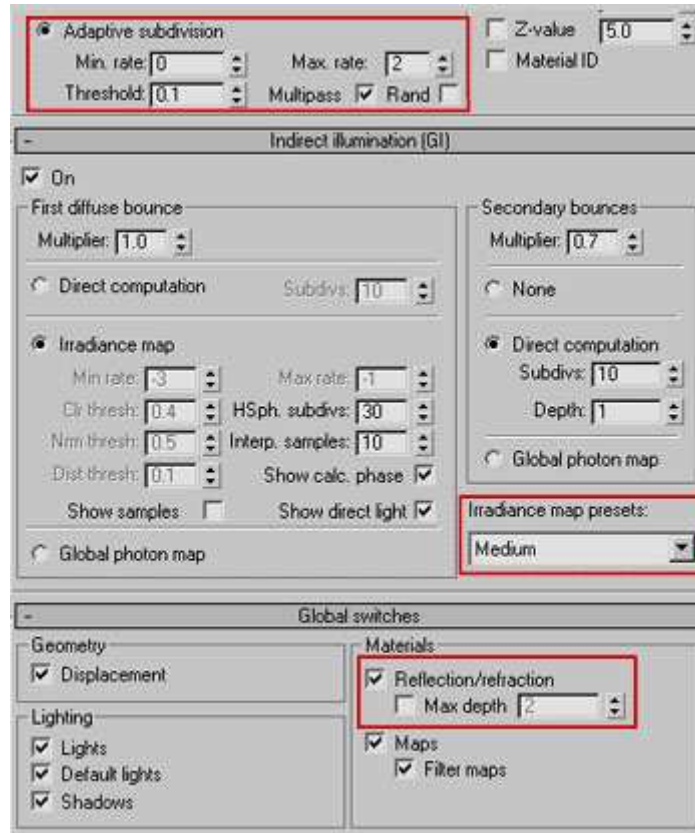 Adaptive subdivision
Min. rate: 0 Max. rate: 2
Threshold: 0.1 Multipass Rand
Z-value 5.0
Material ID
- Indirect illumination (GI)
On
First diffuse bounce
Multiplier: 1.0
Direct computation Subdivs: 10
Irradiance map
Min rate: -3 Max rate: -1
Clr thresh: 0.4 HSph. subdivs: 30
Nrm thresh: 0.5 Interp. samples: 10
Dist thresh: 0.1 Show calc. phase
Show samples Show direct light
Global photon map
Secondary bounces
Multiplier: 0.7
None
Direct computation
Subdivs: 10
Depth: 1
Global photon map
Irradiance map presets:
Medium
- Global switches
Geometry
Displacement
Lighting
Lights
Default lights
Shadows
Materials
Reflection/refraction
Max depth 2
Maps
Filter maps